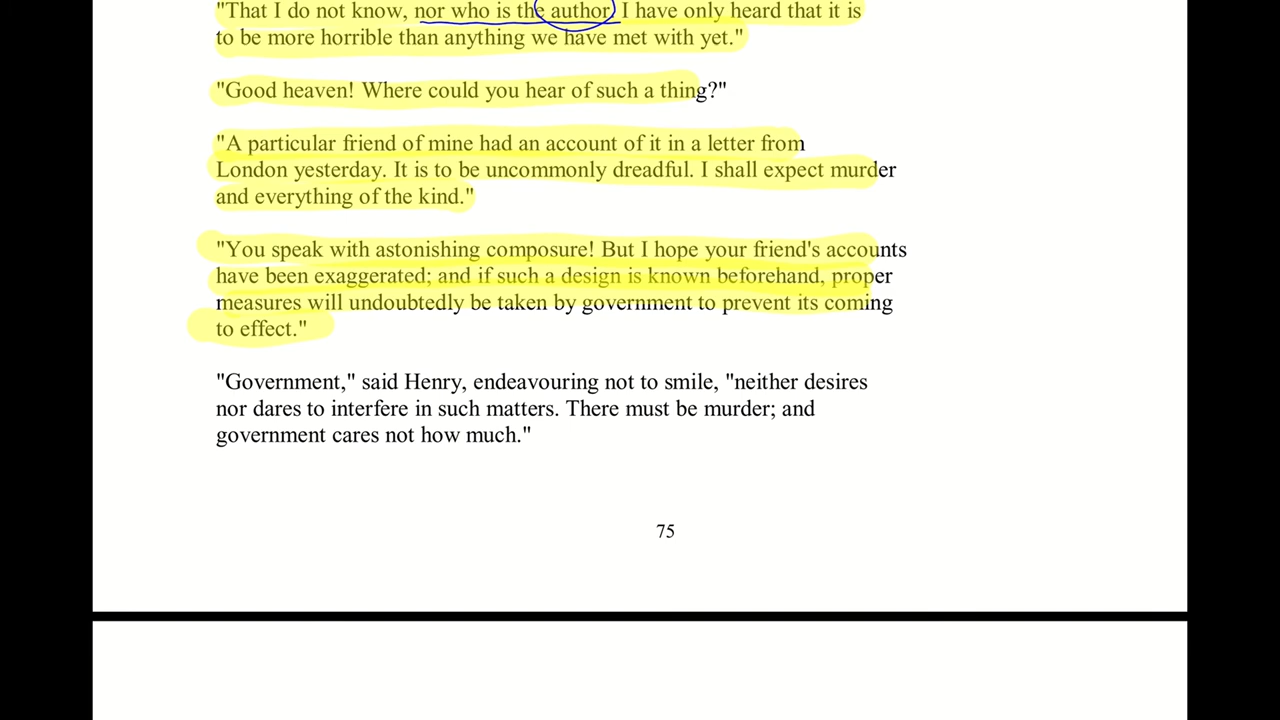 "That I do not know, nor who is the author. I have only heard that it is
to be more horrible than anything we have met with yet."
"Good heaven! Where could you hear of such a thing?"
"A particular friend of mine had an account of it in a letter from
London yesterday. It is to be uncommonly dreadful. I shall expect murder
and everything of the kind."
"You speak with astonishing composure! But I hope your friend's accounts
have been exaggerated; and if such a design is known beforehand, proper
measures will undoubtedly be taken by government to prevent its coming
to effect."
"Government," said Henry, endeavouring not to smile, "neither desires
nor dares to interfere in such matters. There must be murder; and
government cares not how much."
75